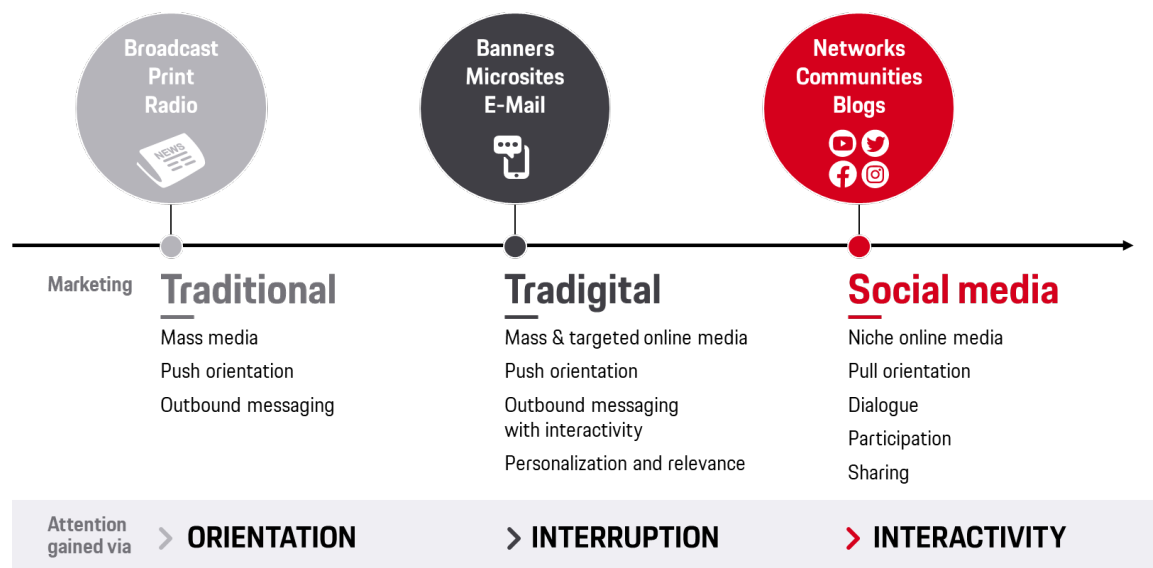 Broadcast
Print
Radio
NEWS
Banners
Microsites
E-Mail
Networks
Communities
Blogs
Marketing
Traditional
Mass media
Push orientation
Outbound messaging
Tradigital
Mass & targeted online media
Push orientation
Outbound messaging
with interactivity
Personalization and relevance
Social media
Niche online media
Pull orientation
Dialogue
Participation
Sharing
Attention
gained via
ORIENTATION
INTERRUPTION
INTERACTIVITY